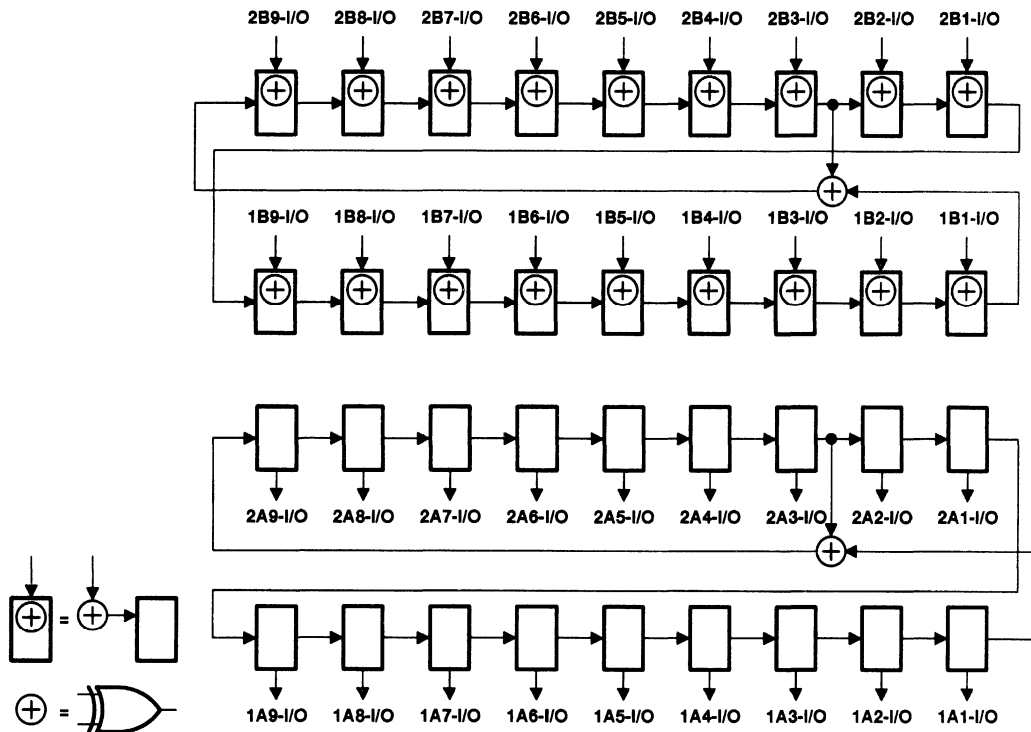 2B9-I/O 2B8-I/O 2B7-I/O 2B6-I/O 2B5-I/O 2B4-I/O 2B3-I/O 2B2-I/O 2B1-I/O
1B9-I/O 1B8-I/O 1B7-I/O 1B6-I/O 1B5-I/O 1B4-I/O 1B3-I/O 1B2-I/O 1B1-I/O
2A9-I/O 2A8-I/O 2A7-I/O 2A6-I/O 2A5-I/O 2A4-I/O 2A3-I/O 2A2-I/O 2A1-I/O
=
=
1A9-I/O 1A8-I/O 1A7-I/O 1A6-I/O 1A5-I/O 1A4-I/O 1A3-I/O 1A2-I/O 1A1-I/O